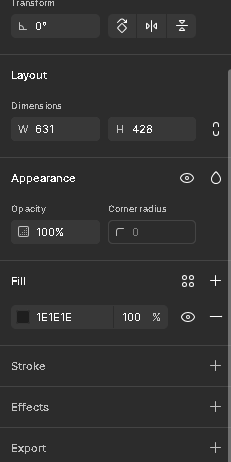 Transform
0°
Layout
Dimensions
W 631 H 428
Appearance
Opacity Corner radius
100% 0
Fill
1E1E1E 100 %
Stroke
Effects
Export